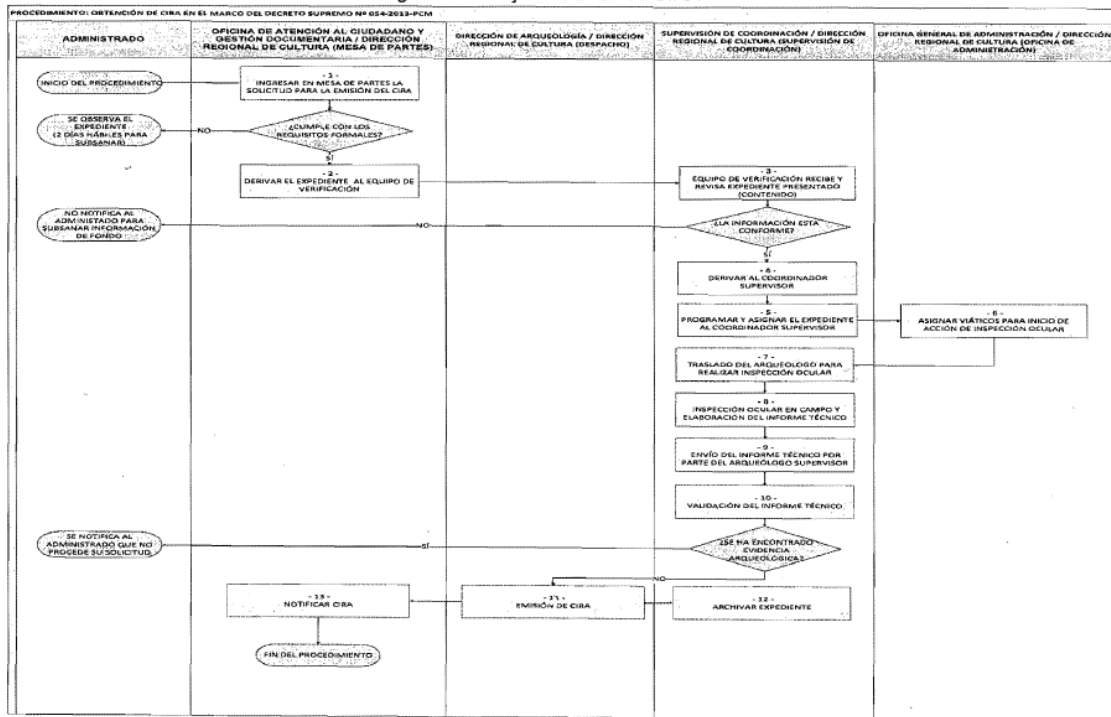 PROCEDIMIENTO: OBTENCIÓN DE CIRA EN EL MARCO DEL DECRETO SUPREMO Nº 054-2013-PCM
ADMINISTRADO
OFICINA DE ATENCIÓN AL CIUDADANO Y
GESTIÓN DOCUMENTARIA / DIRECCIÓN
REGIONAL DE CULTURA (MESA DE PARTES)
DIRECCIÓN DE ARQUEOLOGÍA / DIRECCIÓN
REGIONAL DE CULTURA (DESPACHO)
SUPERVISIÓN DE COORDINACIÓN / DIRECCIÓN
REGIONAL DE CULTURA (SUPERVISIÓN DE
COORDINACIÓN)
OFICINA GENERAL DE ADMINISTRACIÓN / DIRECCIÓN
REGIONAL DE CULTURA (OFICINA DE
ADMINISTRACIÓN)
INICIO DEL PROCEDIMIENTO
- 1 -
INGRESAR EN MESA DE PARTES LA
SOLICITUD PARA LA EMISIÓN DEL CIRA
SE OBSERVA EL
EXPEDIENTE
(2 DÍAS HÁBILES PARA
SUBSANAR)
NO
¿CUMPLE CON LOS
REQUISITOS FORMALES?
SÍ
- 2 -
DERIVAR EL EXPEDIENTE AL EQUIPO DE
VERIFICACIÓN
- 3 -
EQUIPO DE VERIFICACIÓN RECIBE Y
REVISA EXPEDIENTE PRESENTADO
(CONTENIDO)
NO NOTIFICA AL
ADMINISTADO PARA
SUBSANAR INFORMACIÓN
DE FONDO
NO
¿LA INFORMACIÓN ESTÁ
CONFORME?
SÍ
- 4 -
DERIVAR AL COORDINADOR
SUPERVISOR
- 5 -
PROGRAMAR Y ASIGNAR EL EXPEDIENTE
AL COORDINADOR SUPERVISOR
- 6 -
ASIGNAR VIÁTICOS PARA INICIO DE
ACCIÓN DE INSPECCIÓN OCULAR
- 7 -
TRASLADO DEL ARQUEÓLOGO PARA
REALIZAR INSPECCIÓN OCULAR
- 8 -
INSPECCIÓN OCULAR EN CAMPO Y
ELABORACIÓN DEL INFORME TÉCNICO
- 9 -
ENVÍO DEL INFORME TÉCNICO POR
PARTE DEL ARQUEÓLOGO SUPERVISOR
- 10 -
VALIDACIÓN DEL INFORME TÉCNICO
SE NOTIFICA AL
ADMINISTRADO QUE NO
PROCEDE SU SOLICITUD
SÍ
¿SE HA ENCONTRADO
EVIDENCIA
ARQUEOLÓGICA?
NO
- 13 -
NOTIFICAR CIRA
- 11 -
EMISIÓN DE CIRA
- 12 -
ARCHIVAR EXPEDIENTE
FIN DEL PROCEDIMIENTO